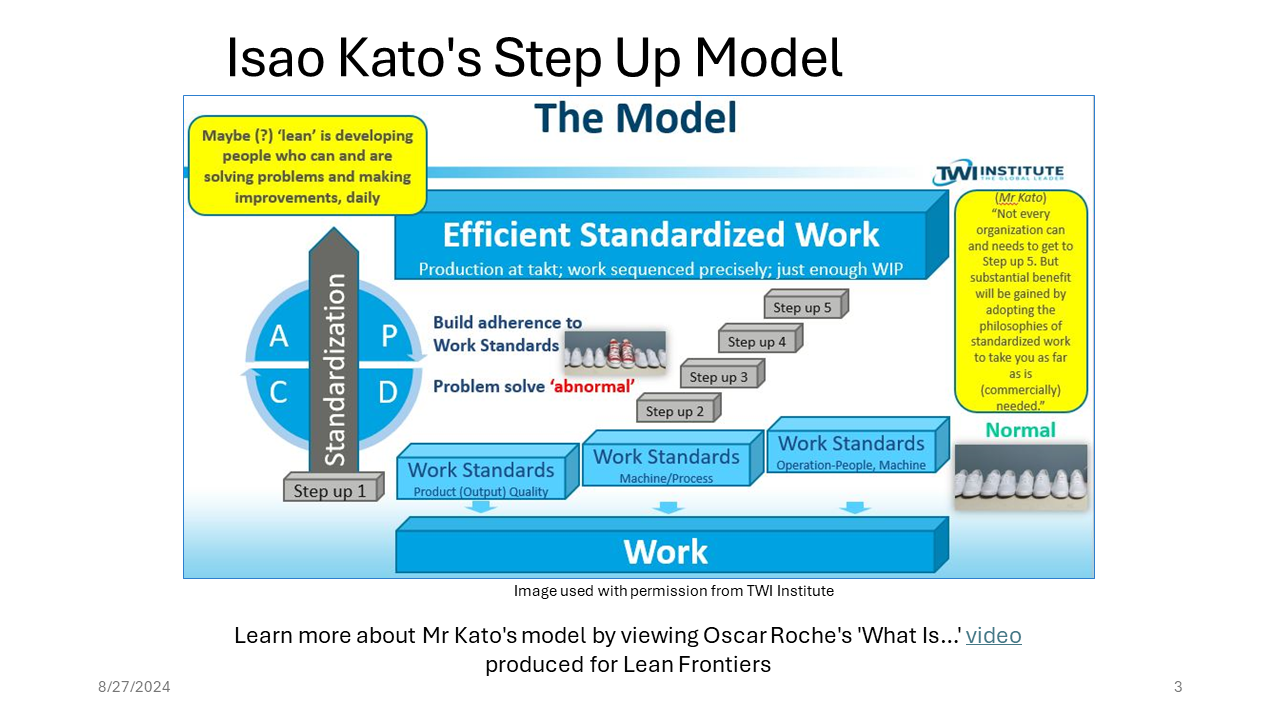 Isao Kato's Step Up Model
The Model
Maybe (?) ‘lean’ is developing
people who can and are
solving problems and making
improvements, daily
TWI INSTITUTE
THE GLOBAL LEADER
(Mr Kato)
“Not every
organization can
and needs to get to
Step up 5. But
substantial benefit
will be gained by
adopting the
philosophies of
standardized work
to take you as far
as is
(commercially)
needed.”
Efficient Standardized Work
Production at takt; work sequenced precisely; just enough WIP
Standardization
A
P
C
D
Build adherence to
Work Standards
Problem solve ‘abnormal’
Step up 5
Step up 4
Step up 3
Step up 2
Step up 1
Work Standards
Product (Output) Quality
Work Standards
Machine/Process
Work Standards
Operation-People, Machine
Normal
Work
Image used with permission from TWI Institute
Learn more about Mr Kato's model by viewing Oscar Roche's 'What Is...' video
produced for Lean Frontiers
8/27/2024
3